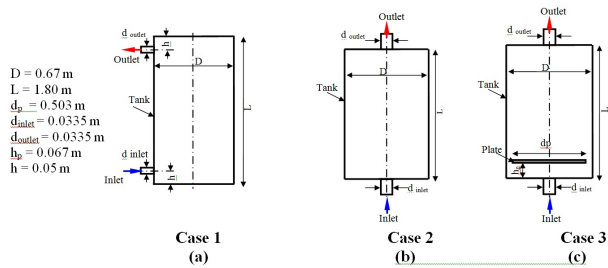 D = 0.67 m
L = 1.80 m
dp = 0.503 m
dinlet = 0.0335 m
doutlet = 0.0335 m
hp = 0.067 m
h = 0.05 m
d outlet
h
Outlet
D
Tank
L
d inlet
h
Inlet
Case 1
(a)
Outlet
d outlet
D
Tank
L
d inlet
Inlet
Case 2
(b)
Outlet
d outlet
D
Tank
L
dp
Plate
hp
d inlet
Inlet
Case 3
(c)